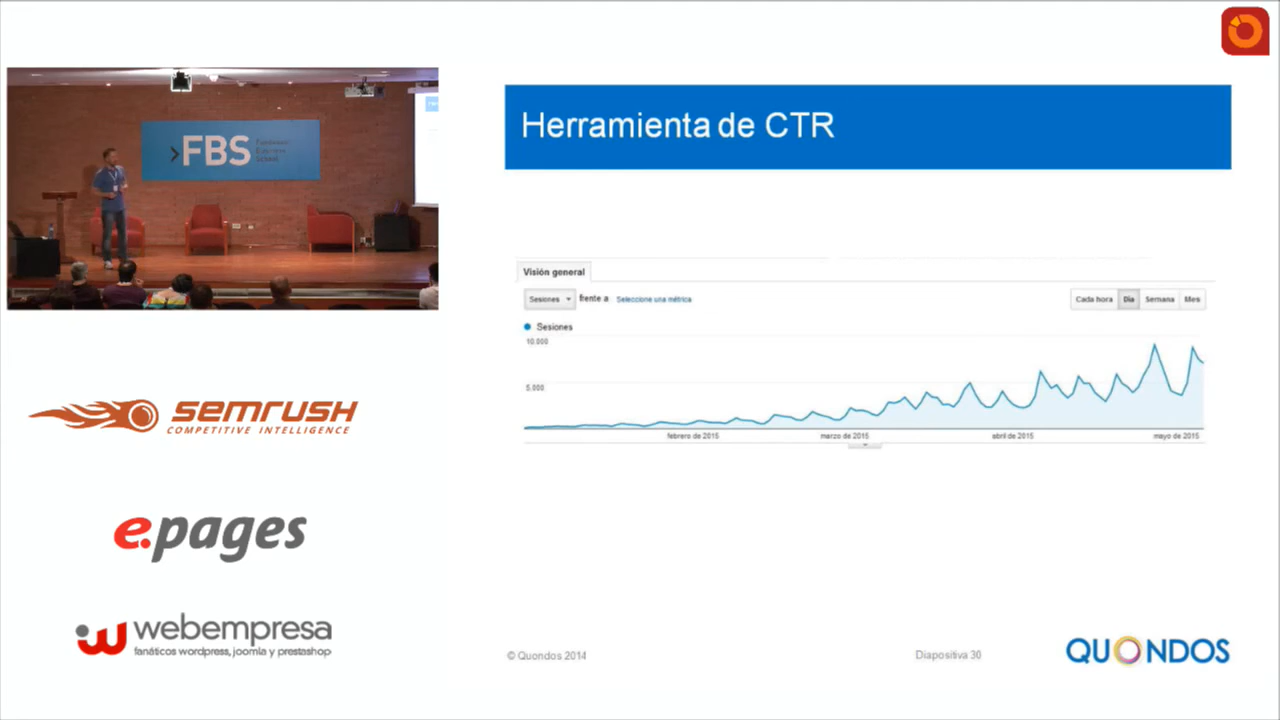 Herramienta de CTR
>FBS
Business
School
Visión general
Sesiones frente a Seleccione una métrica
Cada hora Día Semana Mes
Sesiones
10.000
5.000
febrero de 2015 marzo de 2015 abril de 2015 mayo de 2015
semrush
COMPETITIVE INTELLIGENCE
e.pages
webempresa
fanáticos wordpress, joomla y prestashop
© Quondos 2014
Diapositiva 30
QUONDOS